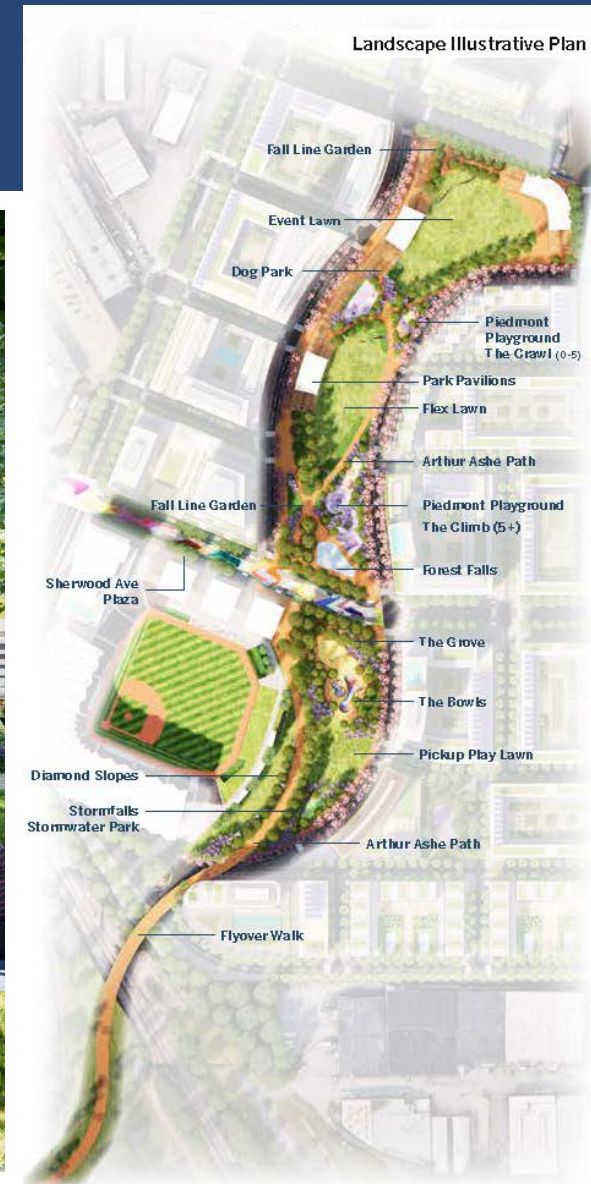 Landscape Illustrative Plan
Fall Line Garden
Event Lawn
Dog Park
Piedmont
Playground
The Crawl (0-5)
Park Pavilions
Flex Lawn
Arthur Ashe Path
Fall Line Garden
Piedmont Playground
The Climb (5+)
Forest Falls
Sherwood Ave
Plaza
The Grove
The Bowls
Pickup Play Lawn
Diamond Slopes
Stormfalls
Stormwater Park
Arthur Ashe Path
Flyover Walk